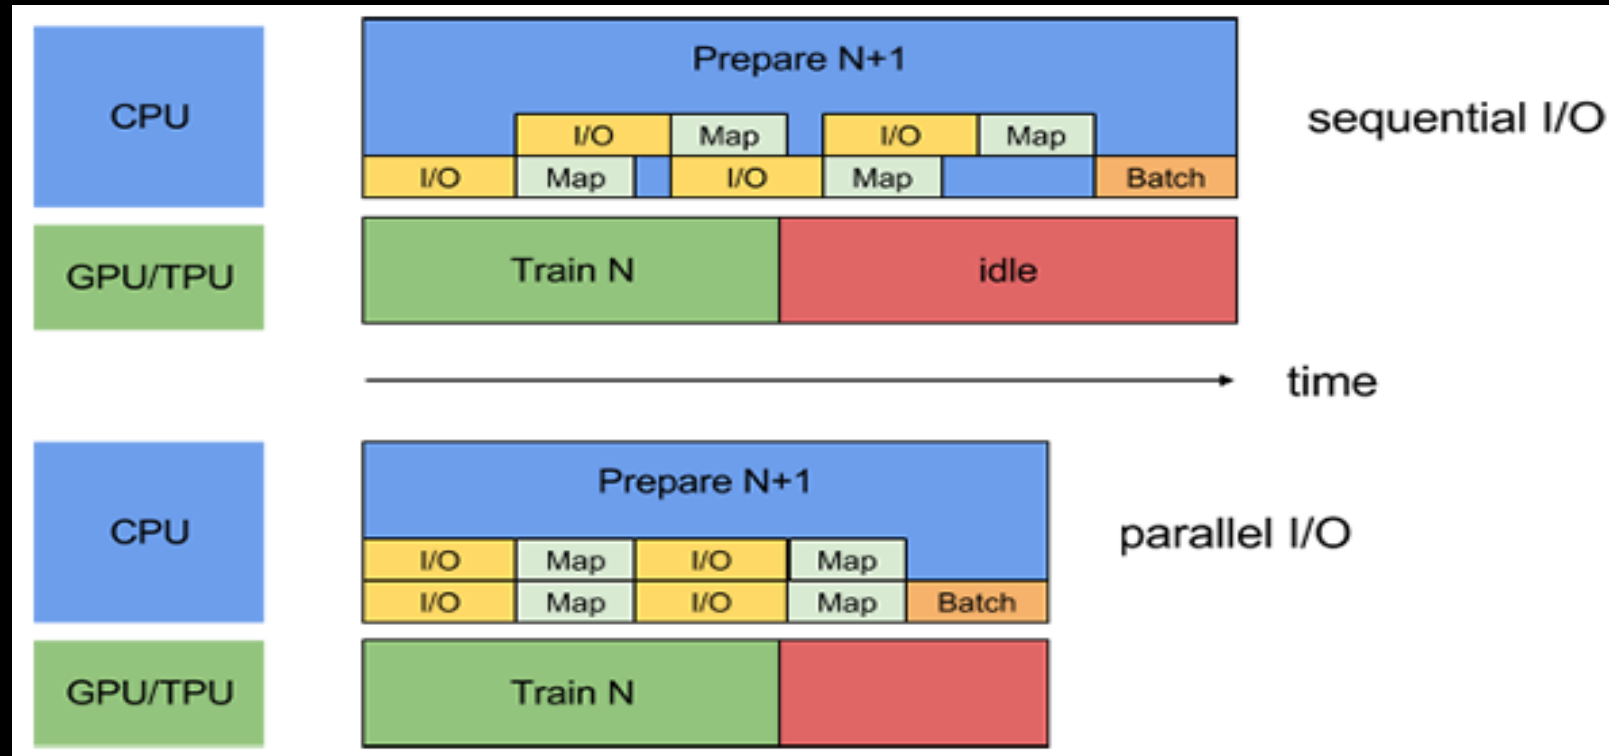 CPU
Prepare N+1
I/O Map I/O Map
I/O Map I/O Map Batch
sequential I/O
GPU/TPU
Train N
idle
time
CPU
Prepare N+1
I/O Map I/O Map
I/O Map I/O Map Batch
parallel I/O
GPU/TPU
Train N